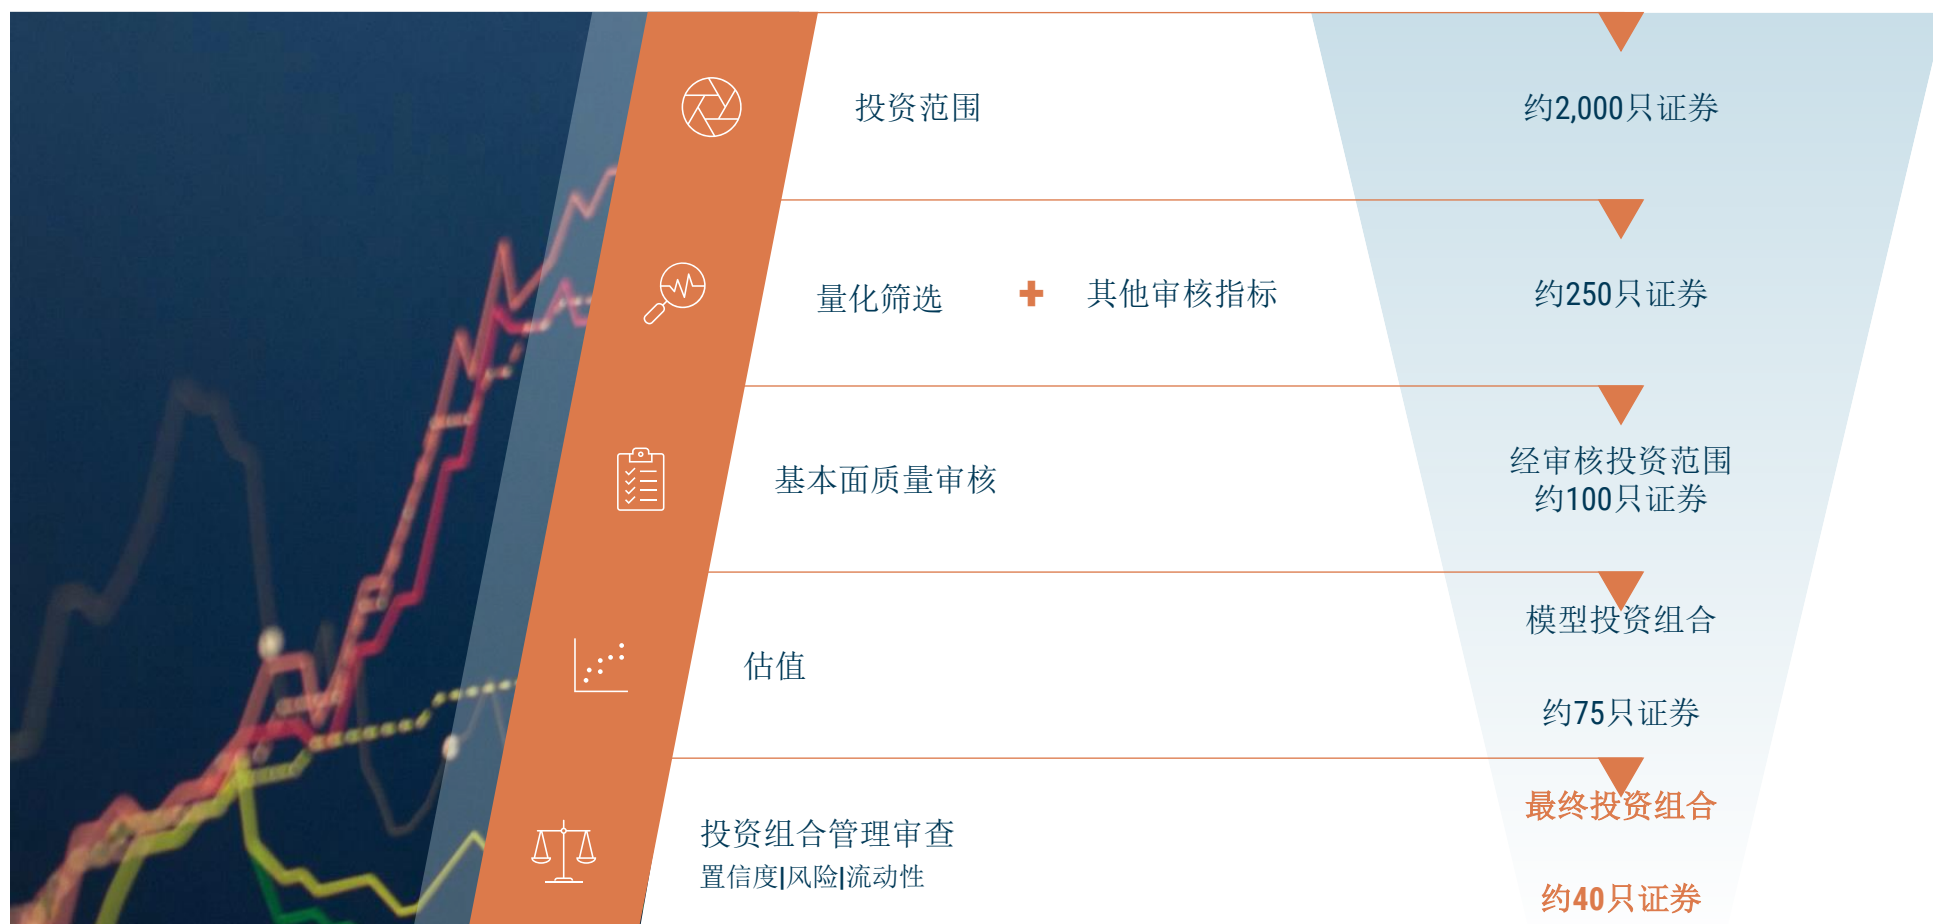 投资范围
约2,000只证券
量化筛选
其他审核指标
约250只证券
基本面质量审核
经审核投资范围
约100只证券
估值
模型投资组合
约75只证券
投资组合管理审查
置信度|风险|流动性
最终投资组合
约40只证券